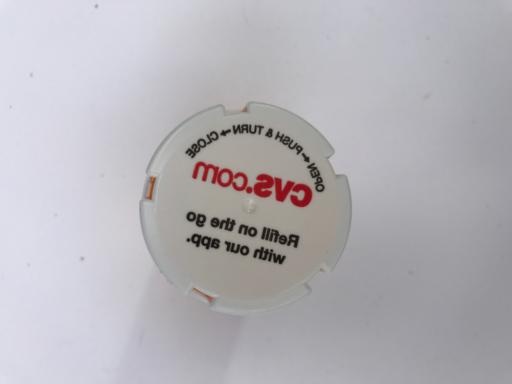 OPEN←PUSH & TURN→CLOSE
CVS.com
Refill on the go
with our app.